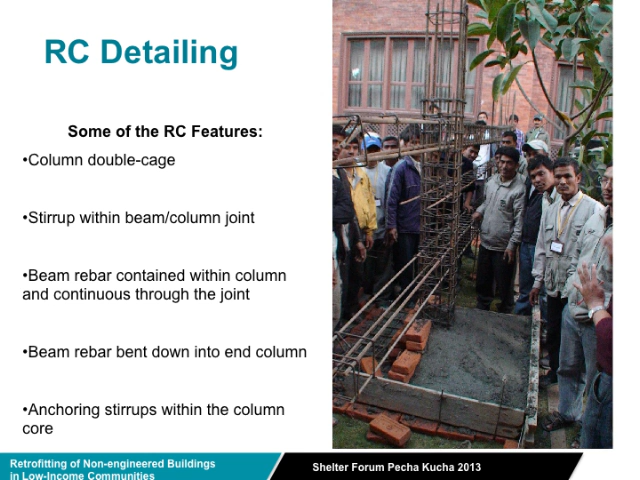 RC Detailing
Some of the RC Features:
•Column double-cage
•Stirrup within beam/column joint
•Beam rebar contained within column
and continuous through the joint
•Beam rebar bent down into end column
•Anchoring stirrups within the column
core
Retrofitting of Non-engineered Buildings
in Low-Income Communities
Shelter Forum Pecha Kucha 2013